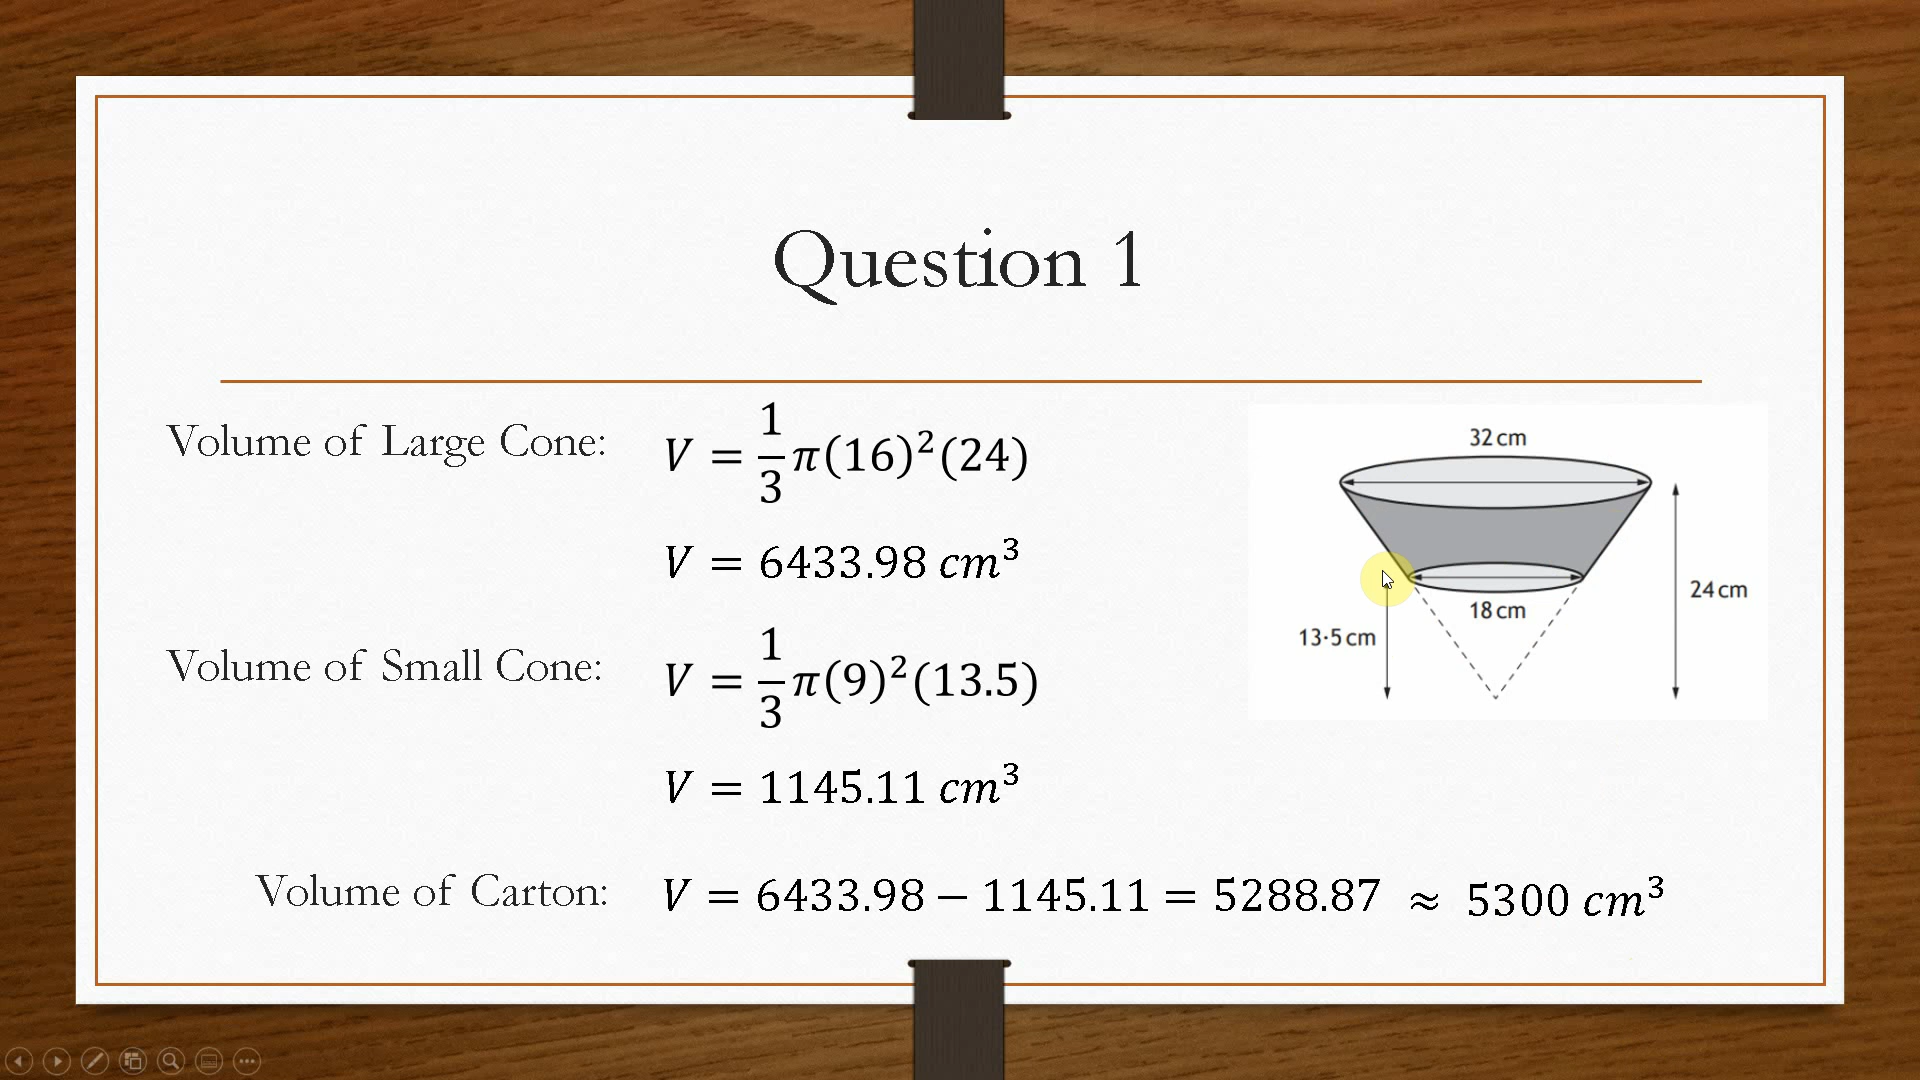 Question 1
Volume of Large Cone: V = 1/3 π(16)²(24)
V = 6433.98 cm³
Volume of Small Cone: V = 1/3 π(9)²(13.5)
V = 1145.11 cm³
Volume of Carton: V = 6433.98 − 1145.11 = 5288.87 ≈ 5300 cm³
32 cm
18 cm
24 cm
13·5 cm